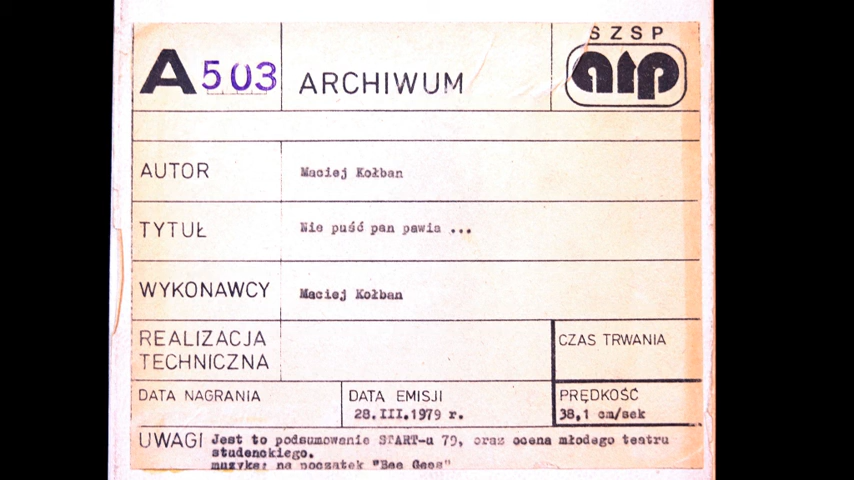 A 503 ARCHIWUM SZSP atp
AUTOR Maciej Kołban
TYTUŁ Nie puść pan pawia ...
WYKONAWCY Maciej Kołban
REALIZACJA TECHNICZNA
CZAS TRWANIA
DATA NAGRANIA
DATA EMISJI 28.III.1979 r.
PRĘDKOŚĆ 38,1 cm/sek
UWAGI Jest to podsumowanie START-u 79, oraz ocena młodego teatru
studenckiego.
muzyka: na początek "Bee Gees"